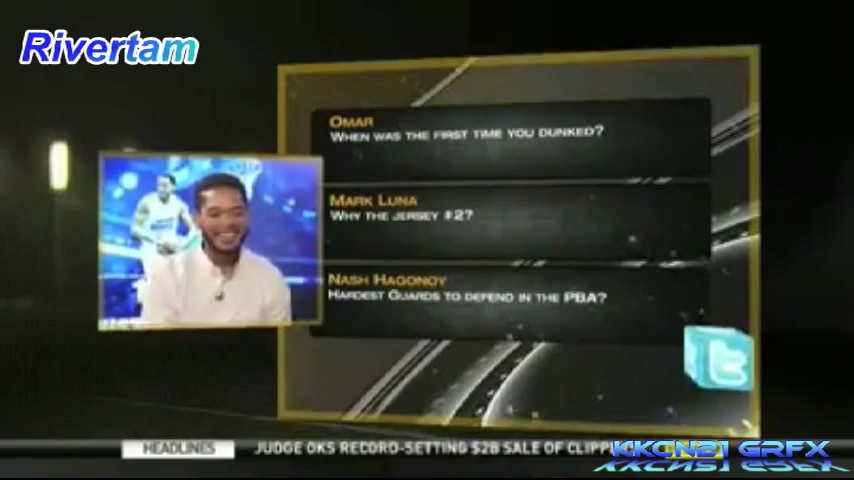 Rivertam
OMAR
WHEN WAS THE FIRST TIME YOU DUNKED?
MARK LUNA
WHY THE JERSEY #2?
NASH HAGONOY
HARDEST GUARDS TO DEFEND IN THE PBA?
t
HEADLINES
JUDGE OKS RECORD-SETTING $2B SALE OF
KKCN21 GRFX